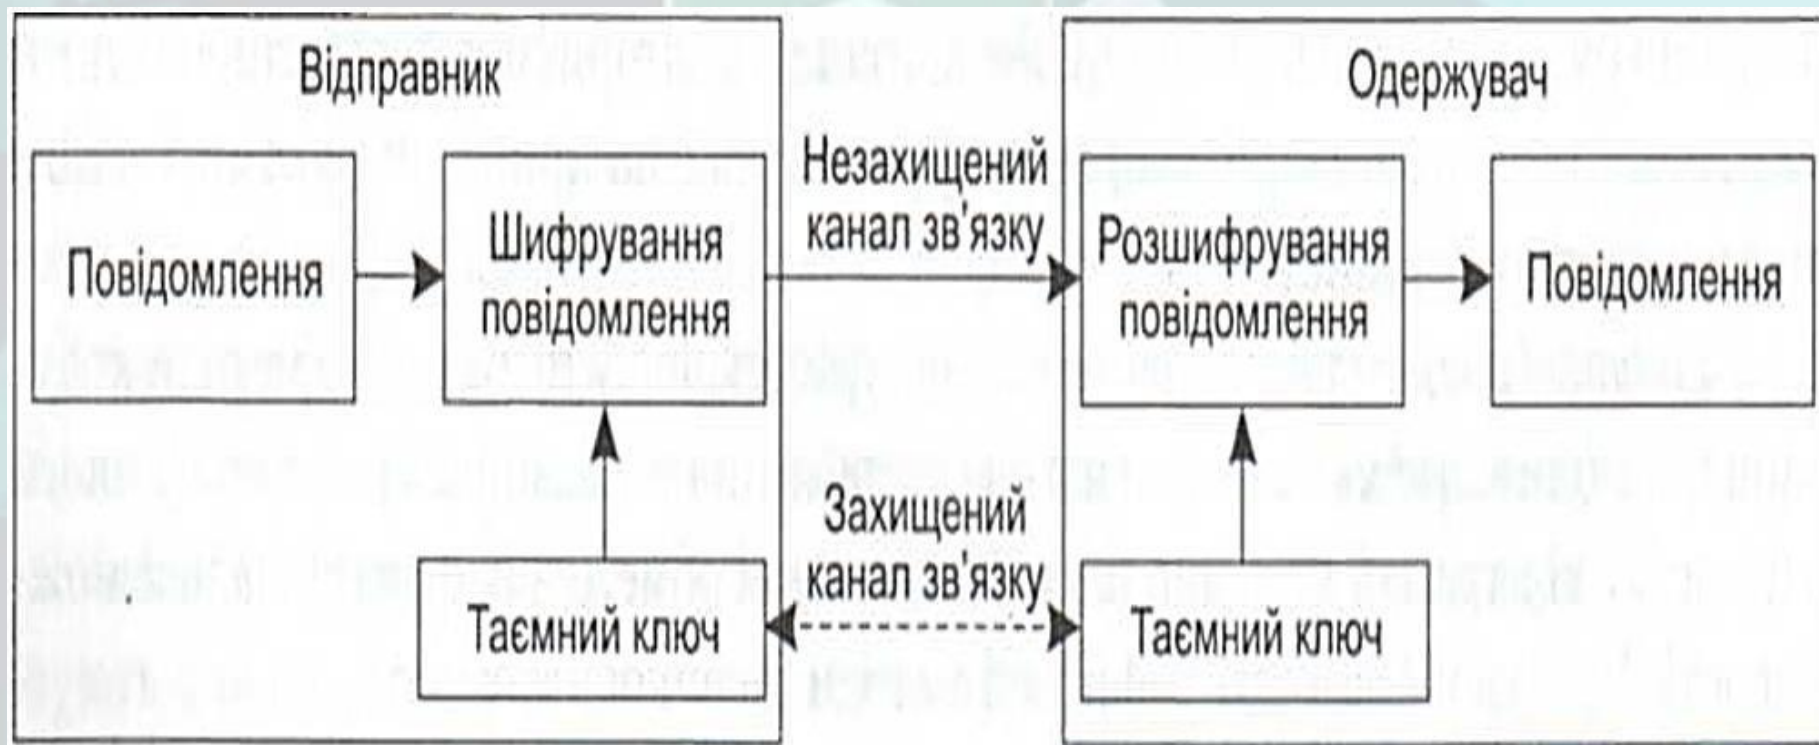 Відправник
Одержувач
Повідомлення
Шифрування
повідомлення
Незахищений
канал зв'язку
Розшифрування
повідомлення
Повідомлення
Таємний ключ
Захищений
канал зв'язку
Таємний ключ